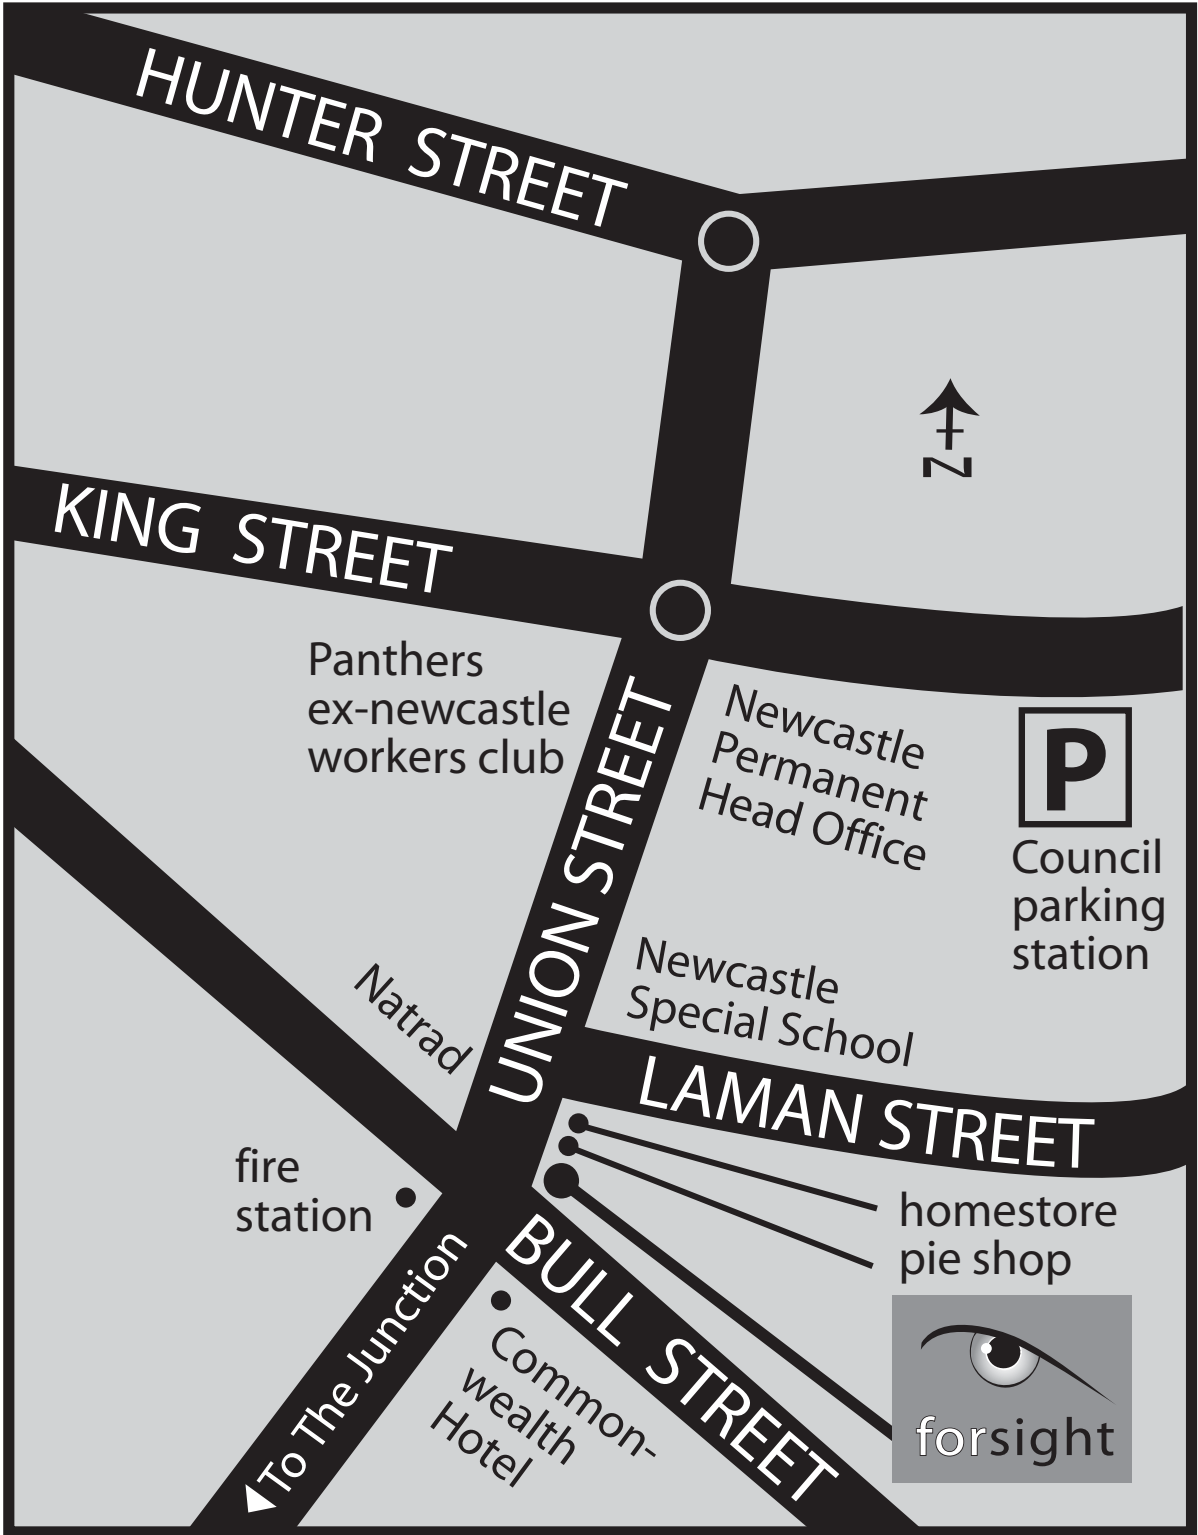 HUNTER STREET
N
KING STREET
Panthers
ex-newcastle
workers club
UNION STREET
Newcastle
Permanent
Head Office
P
Council
parking
station
Natrad
Newcastle
Special School
LAMAN STREET
fire
station
homestore
pie shop
BULL STREET
To The Junction
Common-
wealth
Hotel
forsight